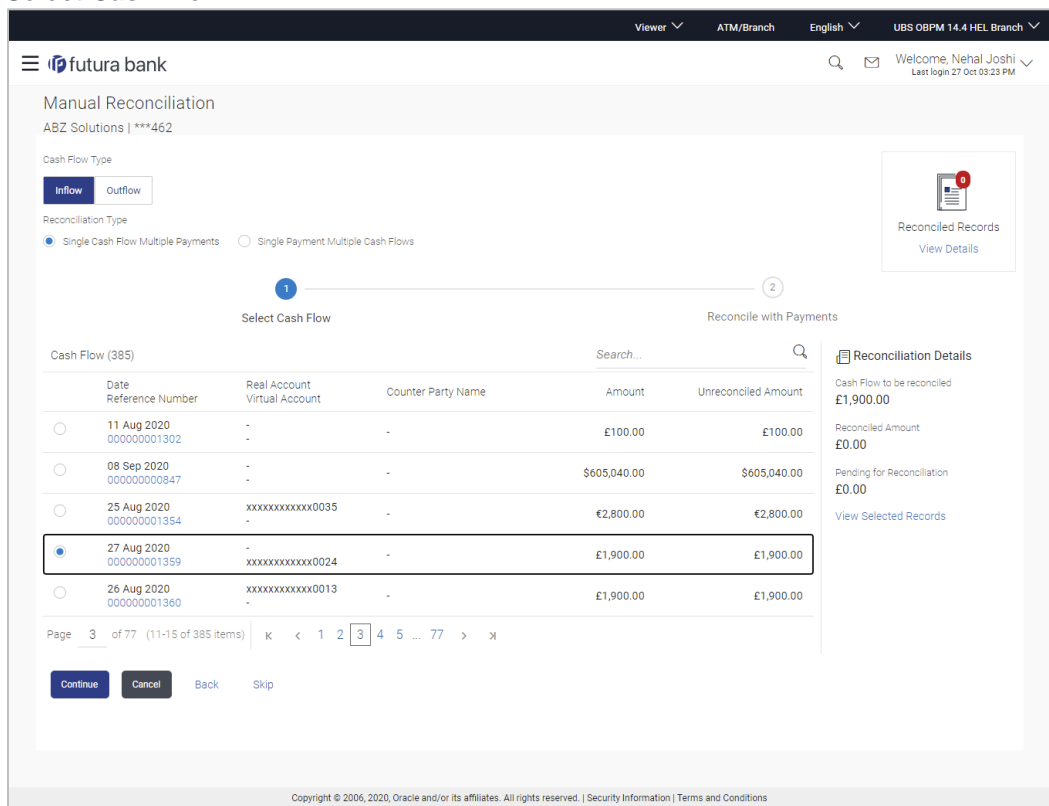 Viewer ATM/Branch English UBS OBPM 14.4 HEL Branch
futura bank
Welcome, Nehal Joshi
Last login 27 Oct 03:23 PM
Manual Reconciliation
ABZ Solutions | ***462
Cash Flow Type
Inflow Outflow
Reconciliation Type
Single Cash Flow Multiple Payments Single Payment Multiple Cash Flows
0
Reconciled Records
View Details
1 2
Select Cash Flow Reconcile with Payments
Cash Flow (385) Search...
Date Reference Number Real Account Virtual Account Counter Party Name Amount Unreconciled Amount
11 Aug 2020 - - £100.00 £100.00
000000001302 -
08 Sep 2020 - - $605,040.00 $605,040.00
000000000847 -
25 Aug 2020 xxxxxxxxxxxx0035 - €2,800.00 €2,800.00
000000001354 -
27 Aug 2020 - - £1,900.00 £1,900.00
000000001359 xxxxxxxxxxxx0024
26 Aug 2020 xxxxxxxxxxxx0013 - £1,900.00 £1,900.00
000000001360 -
Page 3 of 77 (11-15 of 385 items) 1 2 3 4 5 ... 77
Reconciliation Details
Cash Flow to be reconciled
£1,900.00
Reconciled Amount
£0.00
Pending for Reconciliation
£0.00
View Selected Records
Continue Cancel Back Skip
Copyright © 2006, 2020, Oracle and/or its affiliates. All rights reserved. | Security Information | Terms and Conditions